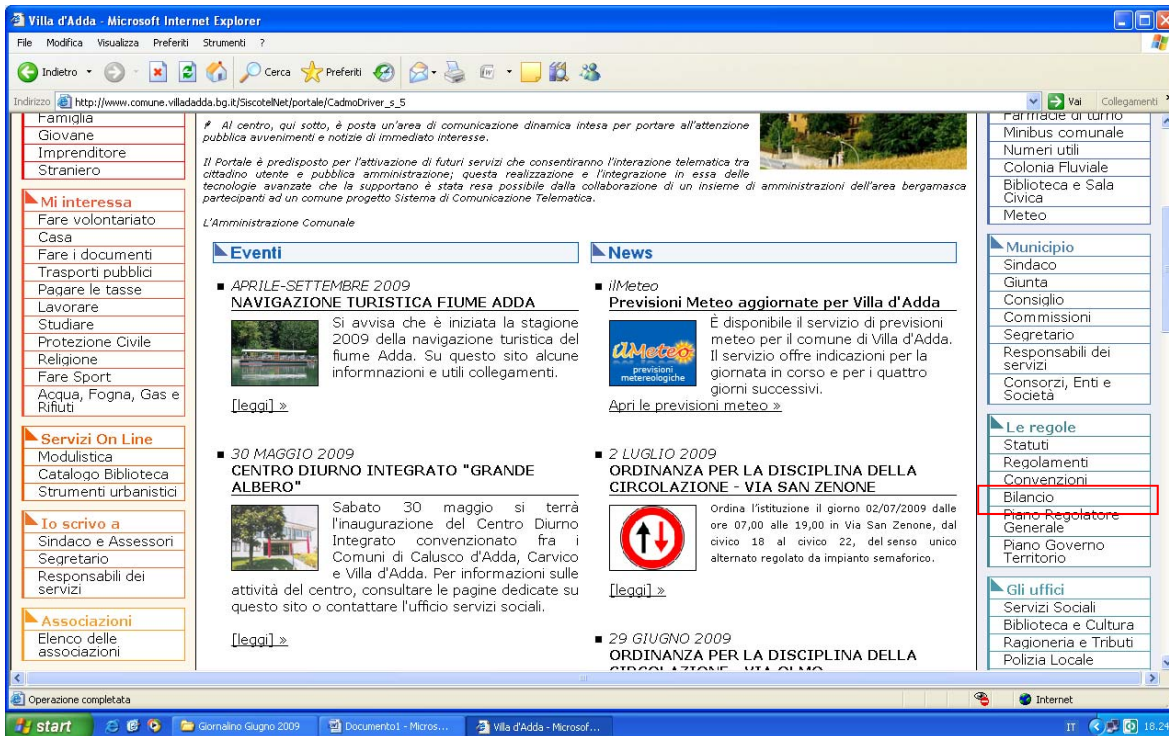 Villa d'Adda - Microsoft Internet Explorer
File Modifica Visualizza Preferiti Strumenti ?
Indietro Cerca Preferiti
Indirizzo http://www.comune.villadadda.bg.it/SiscotelNet/portale/CadmoDriver_s_5 Vai Collegamenti »
Famiglia
Giovane
Imprenditore
Straniero
Mi interessa
Fare volontariato
Casa
Fare i documenti
Trasporti pubblici
Pagare le tasse
Lavorare
Studiare
Protezione Civile
Religione
Fare Sport
Acqua, Fogna, Gas e
Rifiuti
Servizi On Line
Modulistica
Catalogo Biblioteca
Strumenti urbanistici
Io scrivo a
Sindaco e Assessori
Segretario
Responsabili dei
servizi
Associazioni
Elenco delle
associazioni
Al centro, qui sotto, è posta un'area di comunicazione dinamica intesa per portare all'attenzione
pubblica avvenimenti e notizie di immediato interesse.
Il Portale è predisposto per l'attivazione di futuri servizi che consentiranno l'interazione telematica tra
cittadino utente e pubblica amministrazione; questa realizzazione e l'integrazione in essa delle
tecnologie avanzate che la supportano è stata resa possibile dalla collaborazione di un insieme di amministrazioni dell'area bergamasca
partecipanti ad un comune progetto Sistema di Comunicazione Telematica.
L'Amministrazione Comunale
Eventi
APRILE-SETTEMBRE 2009
NAVIGAZIONE TURISTICA FIUME ADDA
Si avvisa che è iniziata la stagione
2009 della navigazione turistica del
fiume Adda. Su questo sito alcune
informnazioni e utili collegamenti.
[leggi] »
30 MAGGIO 2009
CENTRO DIURNO INTEGRATO "GRANDE
ALBERO"
Sabato 30 maggio si terrà
l'inaugurazione del Centro Diurno
Integrato convenzionato fra i
Comuni di Calusco d'Adda, Carvico
e Villa d'Adda. Per informazioni sulle
attività del centro, consultare le pagine dedicate su
questo sito o contattare l'ufficio servizi sociali.
[leggi] »
News
ilMeteo
Previsioni Meteo aggiornate per Villa d'Adda
ilMeteo
previsioni
metereologiche
È disponibile il servizio di previsioni
meteo per il comune di Villa d'Adda.
Il servizio offre indicazioni per la
giornata in corso e per i quattro
giorni successivi.
Apri le previsioni meteo »
2 LUGLIO 2009
ORDINANZA PER LA DISCIPLINA DELLA
CIRCOLAZIONE - VIA SAN ZENONE
Ordina l'istituzione il giorno 02/07/2009 dalle
ore 07,00 alle 19,00 in Via San Zenone, dal
civico 18 al civico 22, del senso unico
alternato regolato da impianto semaforico.
[leggi] »
29 GIUGNO 2009
ORDINANZA PER LA DISCIPLINA DELLA
CIRCOLAZIONE - VIA OLMO
Farmacie di turno
Minibus comunale
Numeri utili
Colonia Fluviale
Biblioteca e Sala
Civica
Meteo
Municipio
Sindaco
Giunta
Consiglio
Commissioni
Segretario
Responsabili dei
servizi
Consorzi, Enti e
Società
Le regole
Statuti
Regolamenti
Convenzioni
Bilancio
Piano Regolatore
Generale
Piano Governo
Territorio
Gli uffici
Servizi Sociali
Biblioteca e Cultura
Ragioneria e Tributi
Polizia Locale
Operazione completata Internet
start Giornalino Giugno 2009 Documento1 - Micros... Villa d'Adda - Microsof... IT 18.24